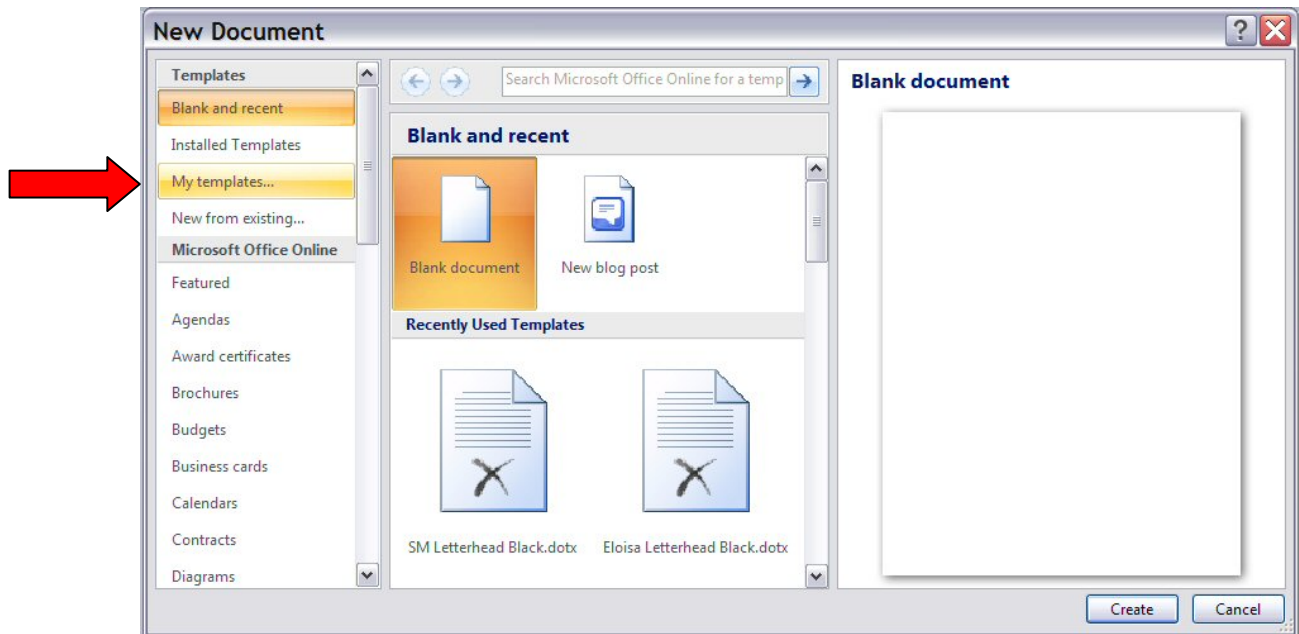 New Document
Templates
Blank and recent
Installed Templates
My templates...
New from existing...
Microsoft Office Online
Featured
Agendas
Award certificates
Brochures
Budgets
Business cards
Calendars
Contracts
Diagrams
Search Microsoft Office Online for a temp
Blank and recent
Blank document
New blog post
Recently Used Templates
SM Letterhead Black.dotx
Eloisa Letterhead Black.dotx
Blank document
Create
Cancel